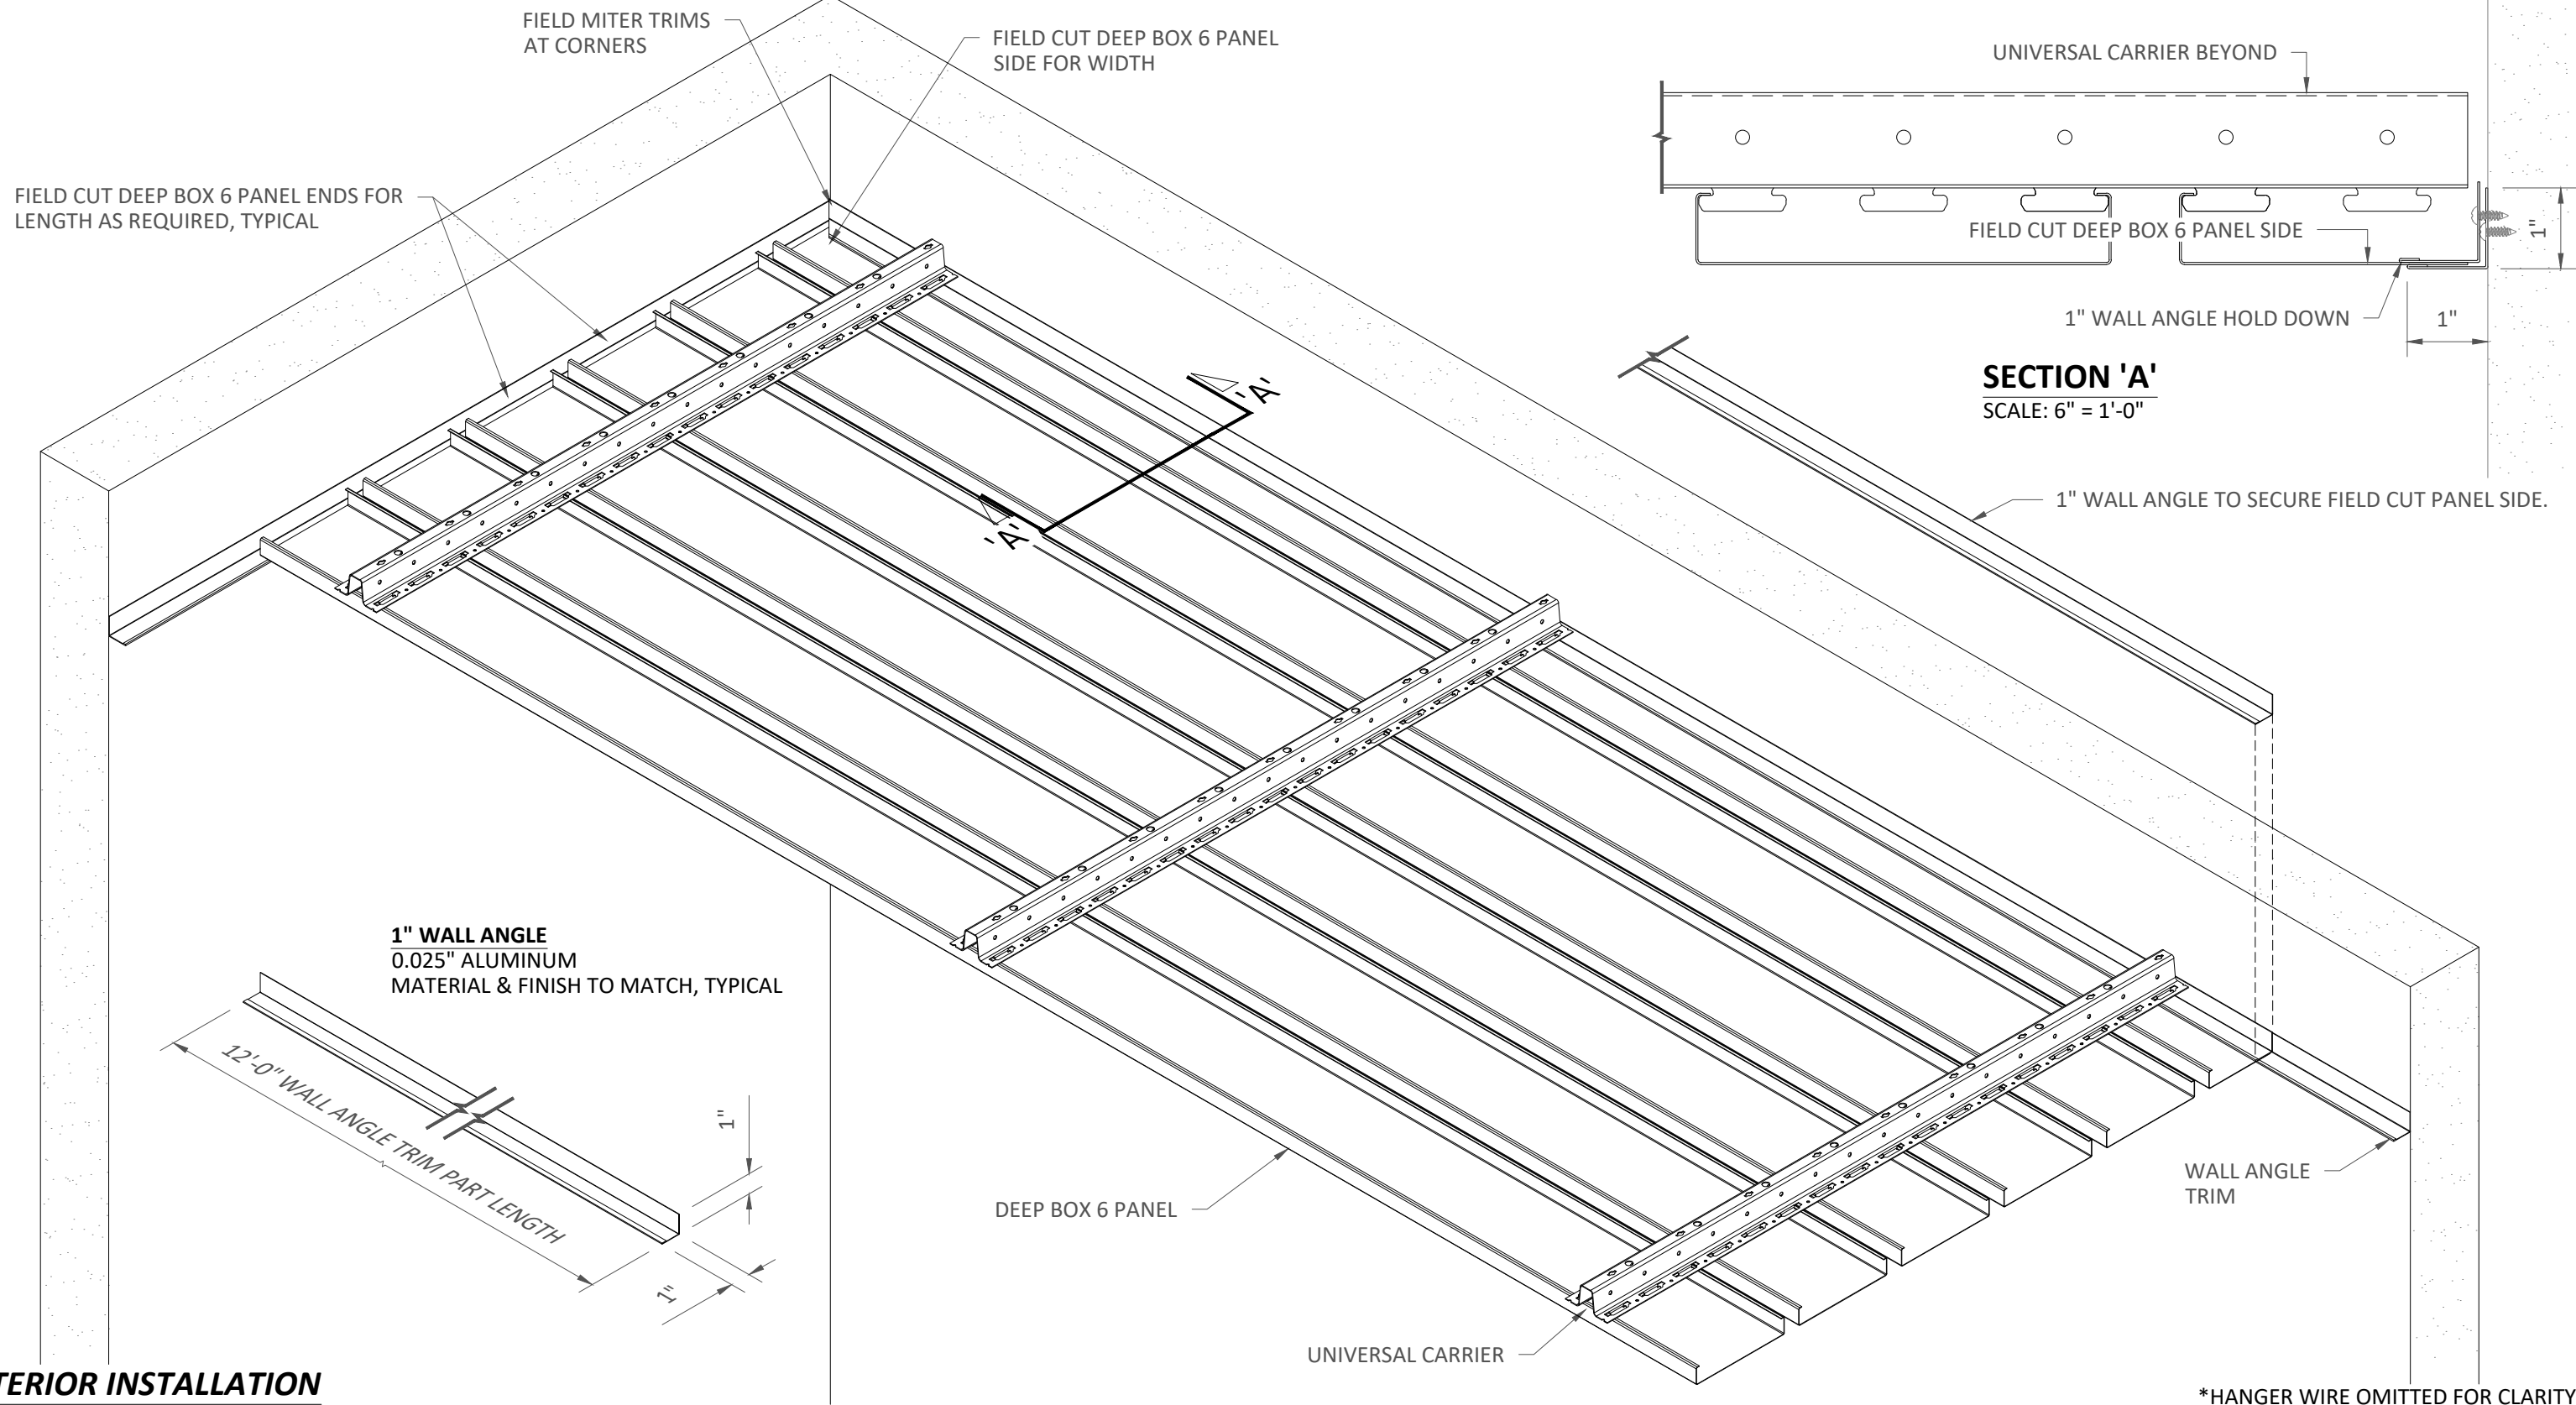 FIELD MITER TRIMS
AT CORNERS
FIELD CUT DEEP BOX 6 PANEL
SIDE FOR WIDTH
UNIVERSAL CARRIER BEYOND
FIELD CUT DEEP BOX 6 PANEL ENDS FOR
LENGTH AS REQUIRED, TYPICAL
FIELD CUT DEEP BOX 6 PANEL SIDE
1"
1" WALL ANGLE HOLD DOWN
1"
SECTION 'A'
SCALE: 6" = 1'-0"
'A'
'A'
1" WALL ANGLE TO SECURE FIELD CUT PANEL SIDE.
1" WALL ANGLE
0.025" ALUMINUM
MATERIAL & FINISH TO MATCH, TYPICAL
12'-0" WALL ANGLE TRIM PART LENGTH
1"
1"
DEEP BOX 6 PANEL
WALL ANGLE
TRIM
UNIVERSAL CARRIER
TERIOR INSTALLATION
*HANGER WIRE OMITTED FOR CLARITY